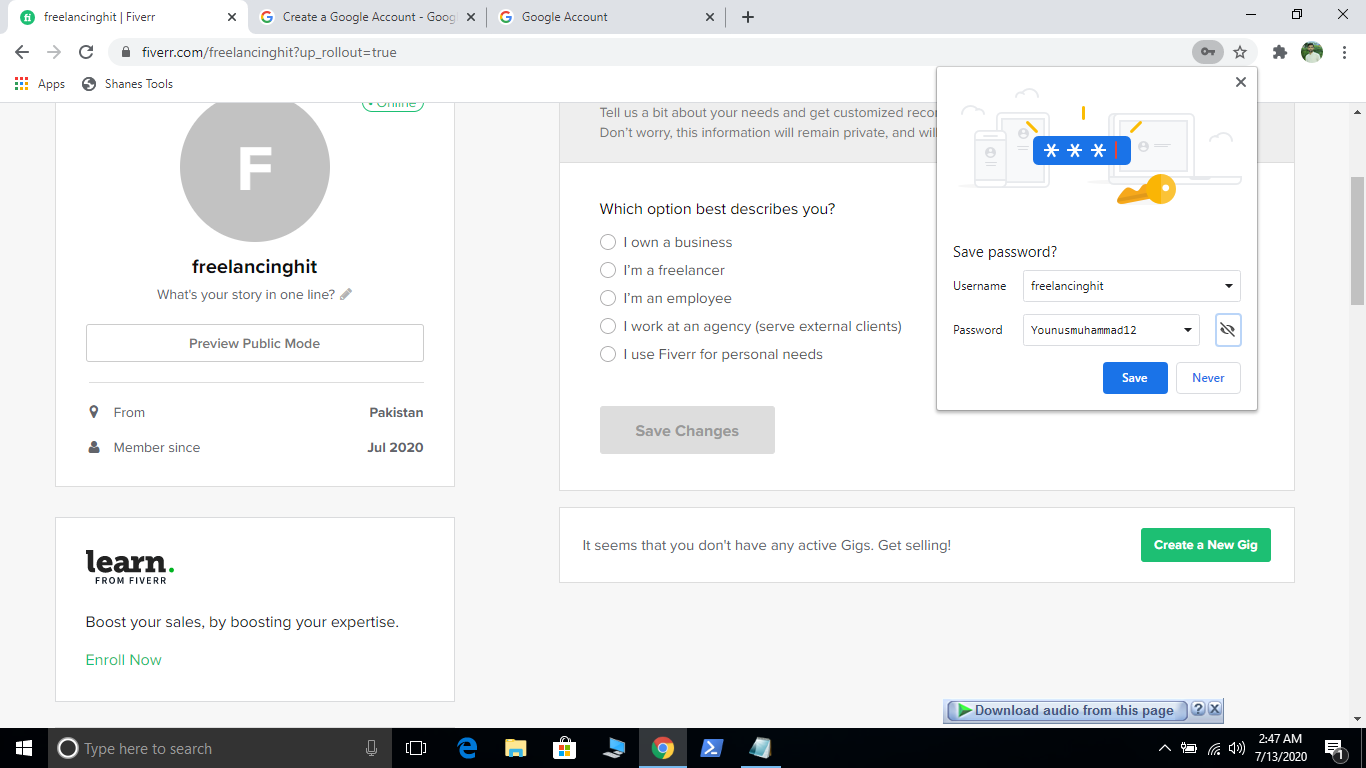 freelancinghit | Fiverr
Create a Google Account - Goog
Google Account
fiverr.com/freelancinghit?up_rollout=true
Apps
Shanes Tools
Online
F
freelancinghit
What's your story in one line?
Preview Public Mode
From Pakistan
Member since Jul 2020
learn.
FROM FIVERR
Boost your sales, by boosting your expertise.
Enroll Now
Tell us a bit about your needs and get customized reco
Don't worry, this information will remain private, and wil
Which option best describes you?
I own a business
I'm a freelancer
I'm an employee
I work at an agency (serve external clients)
I use Fiverr for personal needs
Save Changes
It seems that you don't have any active Gigs. Get selling!
Create a New Gig
* * *
Save password?
Username freelancinghit
Password Younusmuhammad12
Save
Never
Download audio from this page
?
X
Type here to search
2:47 AM
7/13/2020
1